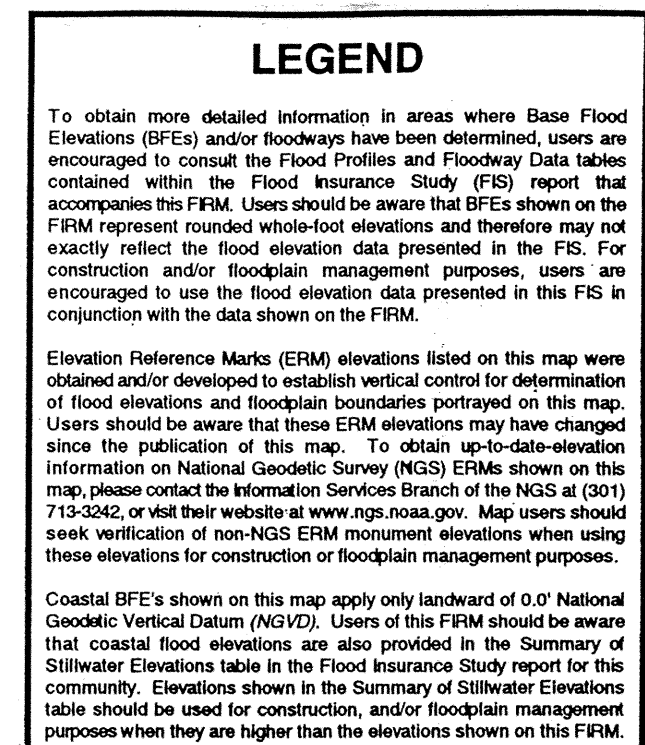 LEGEND
To obtain more detailed information in areas where Base Flood
Elevations (BFEs) and/or floodways have been determined, users are
encouraged to consult the Flood Profiles and Floodway Data tables
contained within the Flood Insurance Study (FIS) report that
accompanies this FIRM. Users should be aware that BFEs shown on the
FIRM represent rounded whole-foot elevations and therefore may not
exactly reflect the flood elevation data presented in the FIS. For
construction and/or floodplain management purposes, users are
encouraged to use the flood elevation data presented in this FIS in
conjunction with the data shown on the FIRM.
Elevation Reference Marks (ERM) elevations listed on this map were
obtained and/or developed to establish vertical control for determination
of flood elevations and floodplain boundaries portrayed on this map.
Users should be aware that these ERM elevations may have changed
since the publication of this map. To obtain up-to-date-elevation
information on National Geodetic Survey (NGS) ERMs shown on this
map, please contact the Information Services Branch of the NGS at (301)
713-3242, or visit their website at www.ngs.noaa.gov. Map users should
seek verification of non-NGS ERM monument elevations when using
these elevations for construction or floodplain management purposes.
Coastal BFE's shown on this map apply only landward of 0.0' National
Geodetic Vertical Datum (NGVD). Users of this FIRM should be aware
that coastal flood elevations are also provided in the Summary of
Stillwater Elevations table in the Flood Insurance Study report for this
community. Elevations shown in the Summary of Stillwater Elevations
table should be used for construction, and/or floodplain management
purposes when they are higher than the elevations shown on this FIRM.